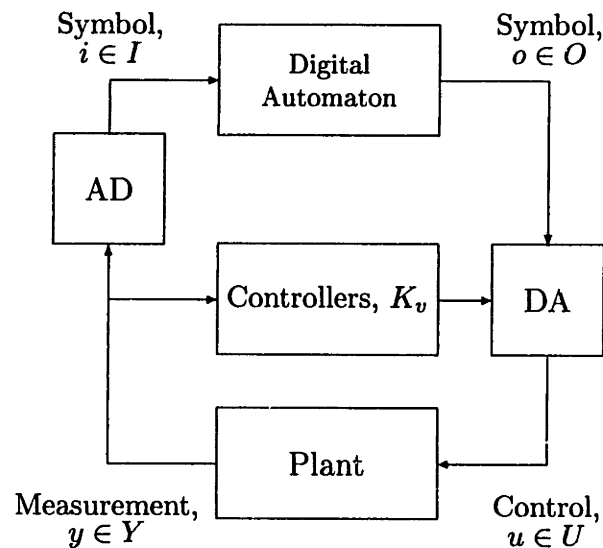 Symbol,
i ∈ I
Digital
Automaton
Symbol,
o ∈ O
AD
Controllers, K_v
DA
Plant
Measurement,
y ∈ Y
Control,
u ∈ U